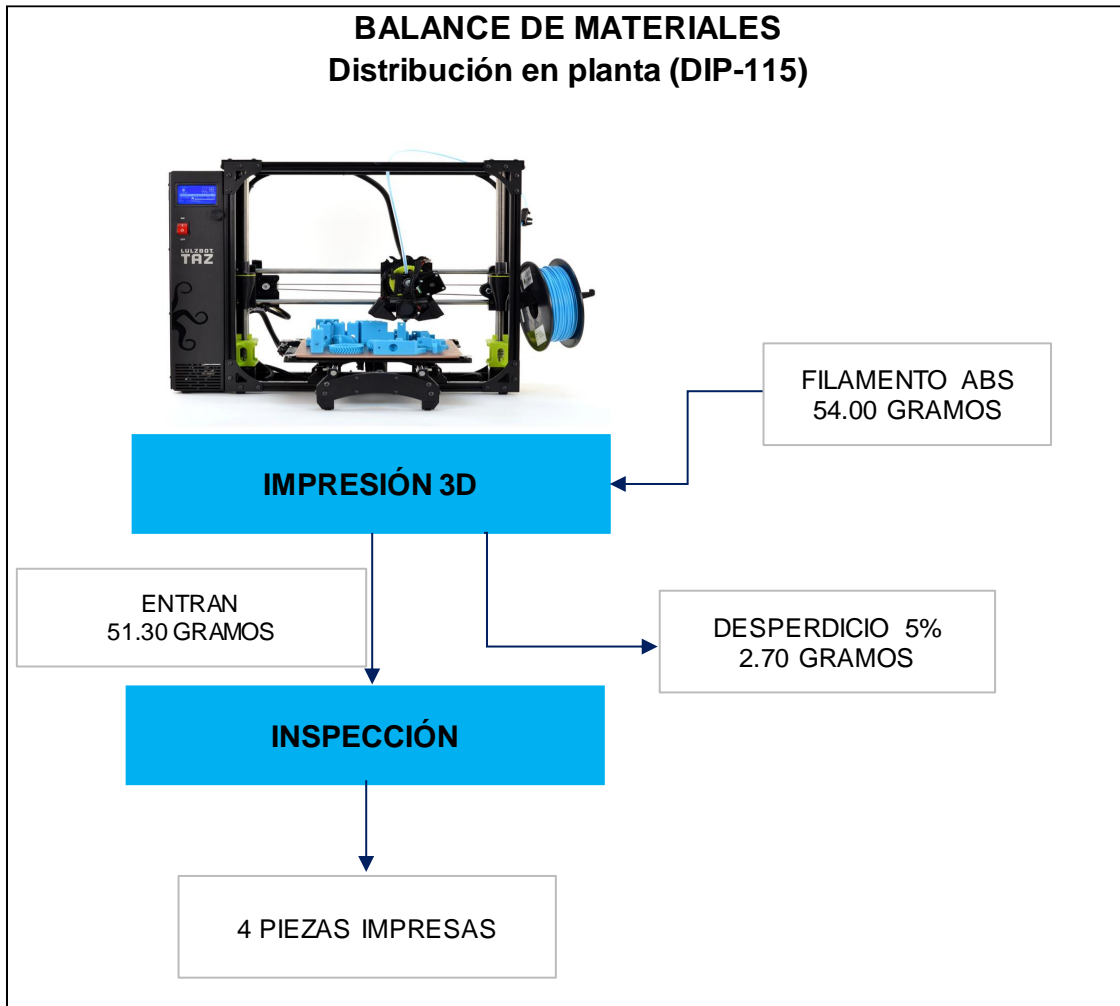 BALANCE DE MATERIALES
Distribución en planta (DIP-115)
LULZBOT
TAZ
FILAMENTO ABS
54.00 GRAMOS
IMPRESIÓN 3D
ENTRAN
51.30 GRAMOS
DESPERDICIO 5%
2.70 GRAMOS
INSPECCIÓN
4 PIEZAS IMPRESAS